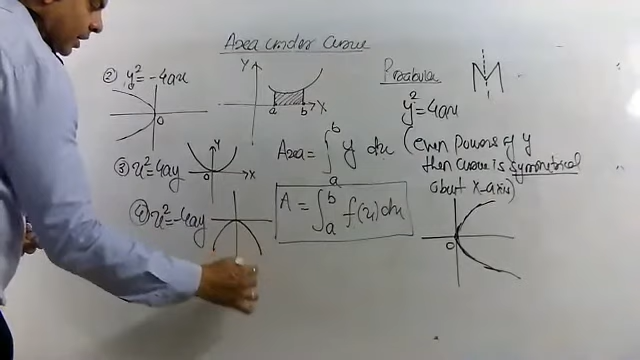 Area under Curve
② y² = -4ax
O
Y
a b X
Prabular
M
y² = 4ax
③ x² = 4ay
Y
O X
Area = ∫ₐᵇ y dx
(even powers of y
then curve is symmetrical
about x-axis)
④ x² = -4ay
A = ∫ₐᵇ f(x) dx
O